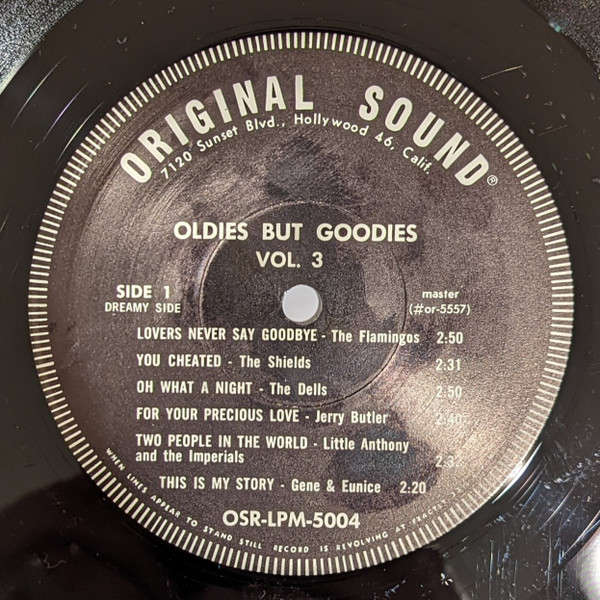 ORIGINAL SOUND®
7120 Sunset Blvd., Hollywood 46, Calif.
OLDIES BUT GOODIES
VOL. 3
SIDE 1
DREAMY SIDE
master
(#or-5557)
LOVERS NEVER SAY GOODBYE - The Flamingos 2:50
YOU CHEATED - The Shields 2:31
OH WHAT A NIGHT - The Dells 2:50
FOR YOUR PRECIOUS LOVE - Jerry Butler 2:40
TWO PEOPLE IN THE WORLD - Little Anthony
and the Imperials 2:32
THIS IS MY STORY - Gene & Eunice 2:20
OSR-LPM-5004
WHEN LINES APPEAR TO STAND STILL RECORD IS REVOLVING AT EXACTLY